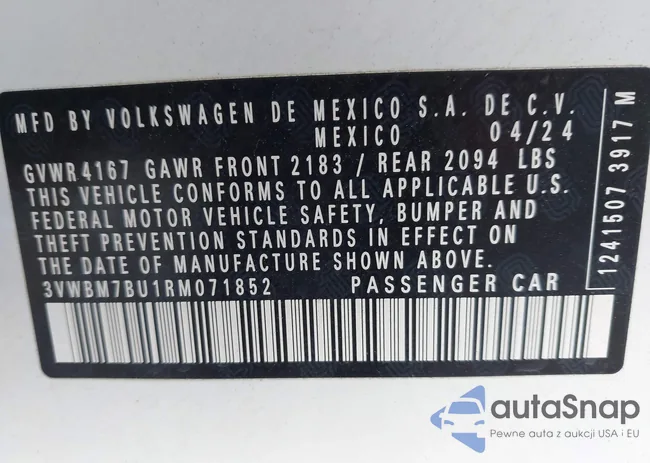 MFD BY VOLKSWAGEN DE MEXICO S.A. DE C.V.
MEXICO 04/24
GVWR 4167 GAWR FRONT 2183 / REAR 2094 LBS
THIS VEHICLE CONFORMS TO ALL APPLICABLE U.S.
FEDERAL MOTOR VEHICLE SAFETY, BUMPER AND
THEFT PREVENTION STANDARDS IN EFFECT ON
THE DATE OF MANUFACTURE SHOWN ABOVE.
3VWBM7BU1RM071852 PASSENGER CAR
1241507 3917 M
autaSnap
Pewne auta z aukcji USA i EU